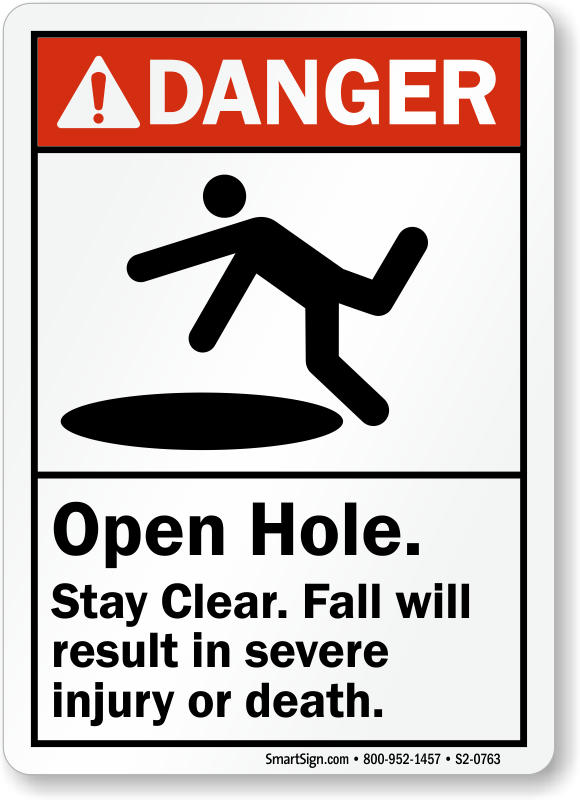 DANGER
Open Hole.
Stay Clear. Fall will
result in severe
injury or death.
SmartSign.com • 800-952-1457 • S2-0763